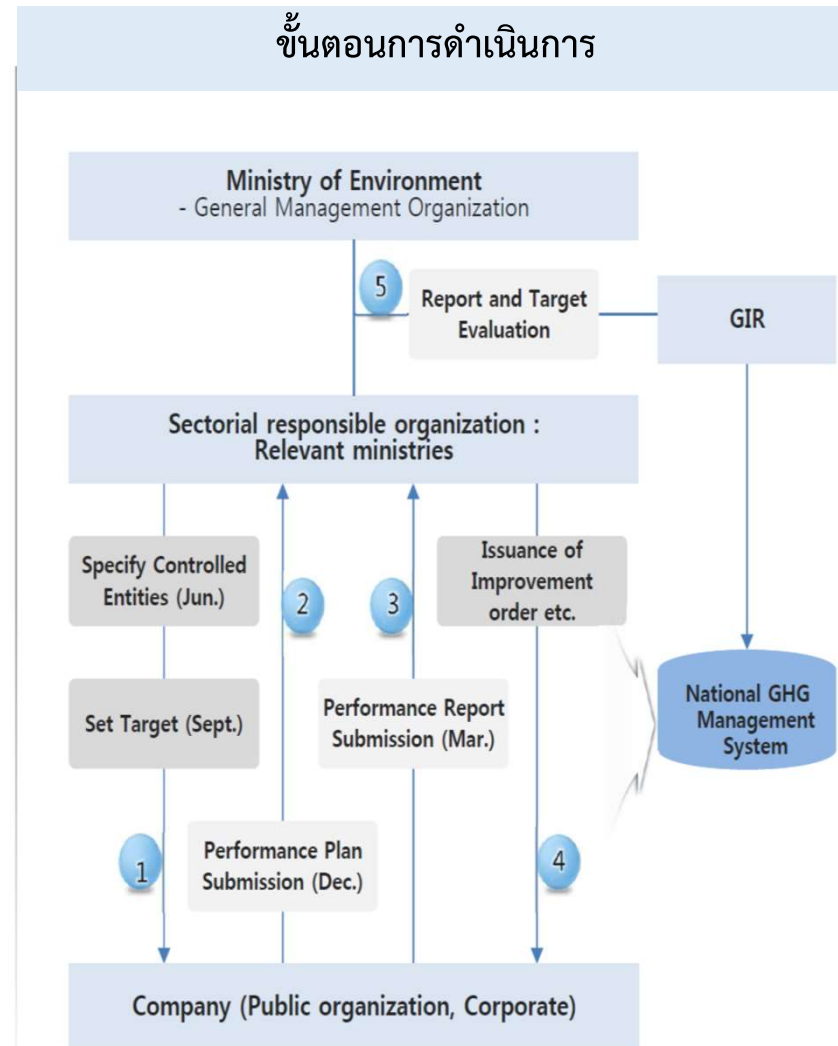 ขั้นตอนการดำเนินการ
Ministry of Environment
- General Management Organization
5
Report and Target
Evaluation
GIR
Sectorial responsible organization :
Relevant ministries
Specify Controlled
Entities (Jun.)
2
3
Issuance of
Improvement
order etc.
Set Target (Sept.)
Performance Report
Submission (Mar.)
National GHG
Management
System
1
Performance Plan
Submission (Dec.)
4
Company (Public organization, Corporate)